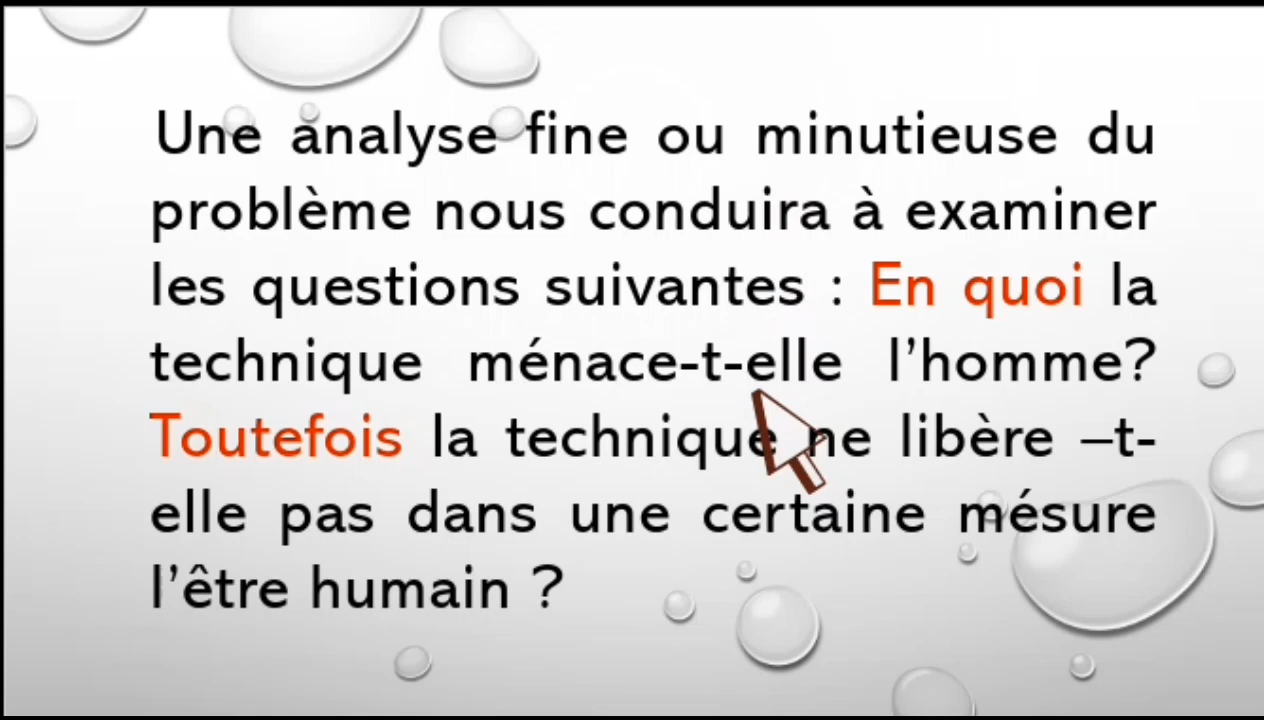 Une analyse fine ou minutieuse du
problème nous conduira à examiner
les questions suivantes : En quoi la
technique ménace-t-elle l’homme?
Toutefois la technique ne libère –t-
elle pas dans une certaine mésure
l’être humain ?